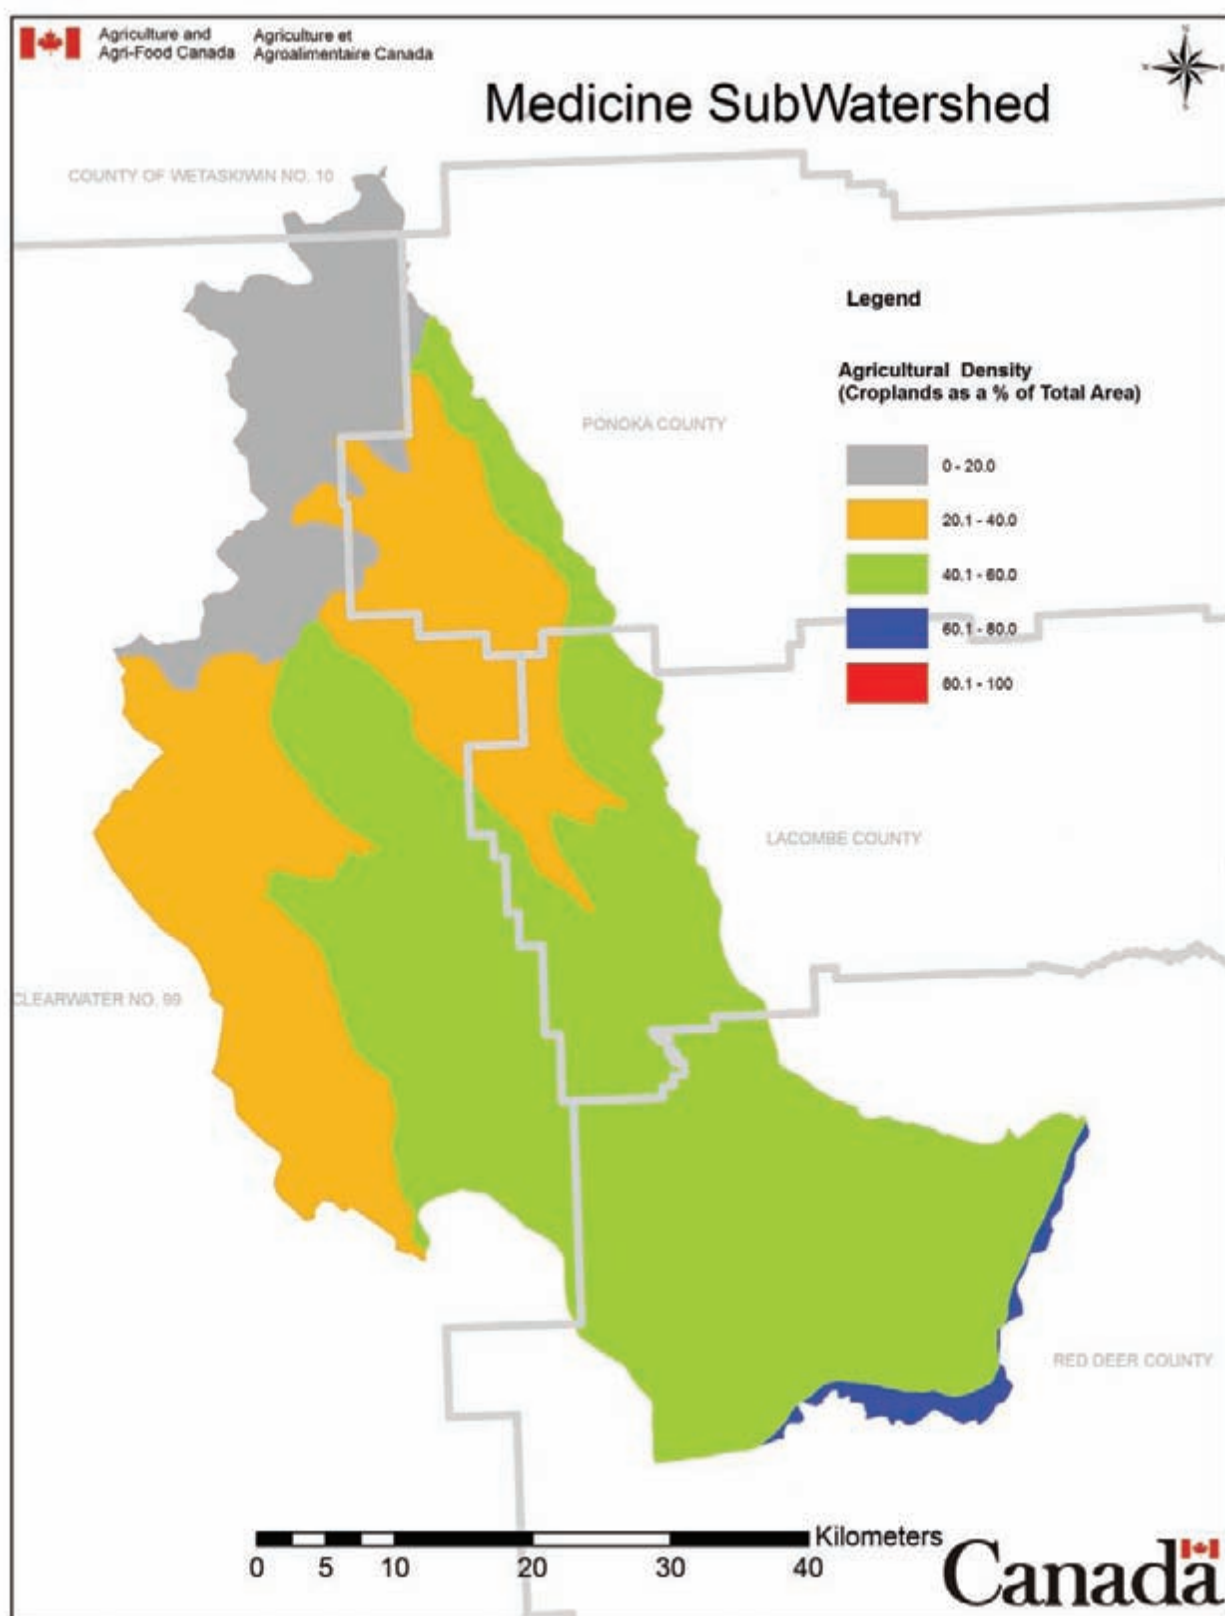 Agriculture and Agriculture et
Agri-Food Canada Agroalimentaire Canada
Medicine SubWatershed
COUNTY OF WETASKIWIN NO. 10
Legend
Agricultural Density
(Croplands as a % of Total Area)
PONOKA COUNTY
0 - 20.0
20.1 - 40.0
40.1 - 60.0
60.1 - 80.0
80.1 - 100
LACOMBE COUNTY
CLEARWATER NO. 99
RED DEER COUNTY
Kilometers
0 5 10 20 30 40
Canada